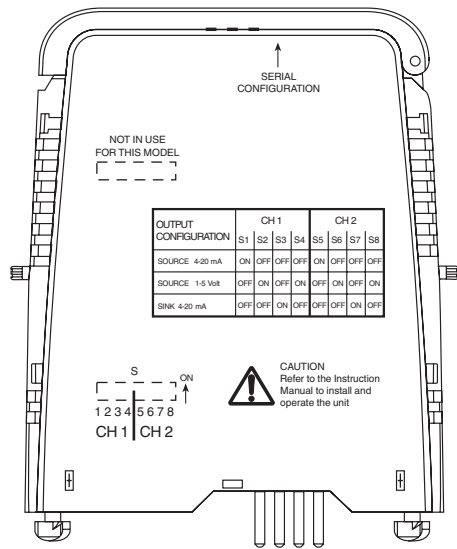 SERIAL
CONFIGURATION
NOT IN USE
FOR THIS MODEL
OUTPUT CONFIGURATION CH 1 CH 2
S1 S2 S3 S4 S5 S6 S7 S8
SOURCE 4-20 mA ON OFF OFF OFF ON OFF OFF OFF
SOURCE 1-5 Volt OFF ON OFF ON OFF ON OFF ON
SINK 4-20 mA OFF OFF ON OFF OFF OFF ON OFF
S
ON
1 2 3 4 5 6 7 8
CH 1 CH 2
CAUTION
Refer to the Instruction
Manual to install and
operate the unit